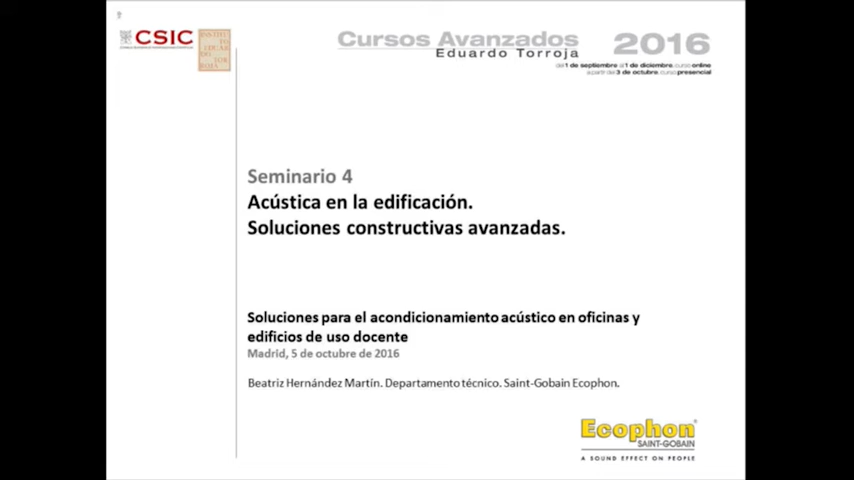 CSIC
INSTITUTO EDUARDO TORROJA
Cursos Avanzados 2016
Eduardo Torroja
del 1 de septiembre al 1 de diciembre, curso online
a partir del 3 de octubre, curso presencial
Seminario 4
Acústica en la edificación.
Soluciones constructivas avanzadas.
Soluciones para el acondicionamiento acústico en oficinas y
edificios de uso docente
Madrid, 5 de octubre de 2016
Beatriz Hernández Martín. Departamento técnico. Saint-Gobain Ecophon.
Ecophon
SAINT-GOBAIN
A SOUND EFFECT ON PEOPLE